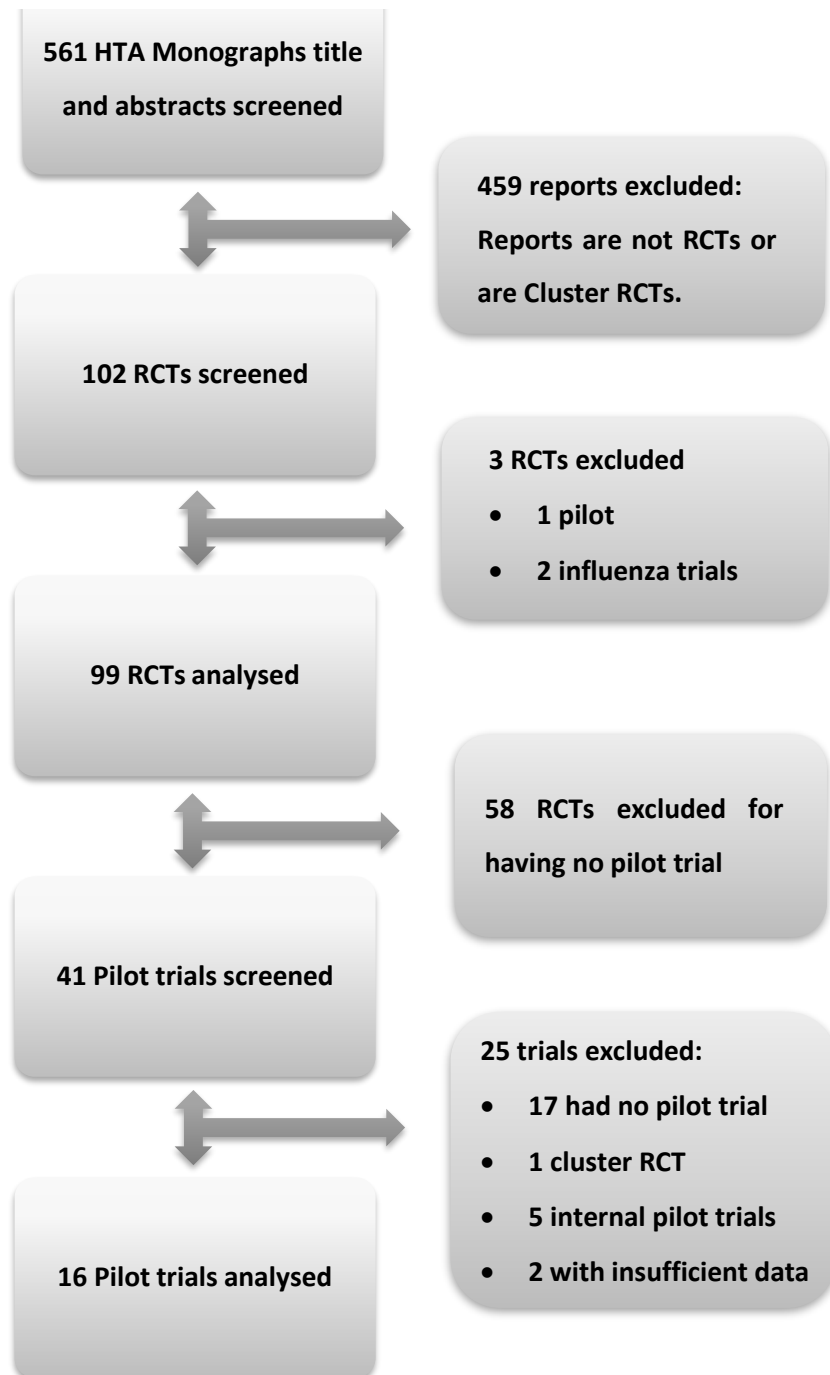 561 HTA Monographs title
and abstracts screened
459 reports excluded:
Reports are not RCTs or
are Cluster RCTs.
102 RCTs screened
3 RCTs excluded
• 1 pilot
• 2 influenza trials
99 RCTs analysed
58 RCTs excluded for
having no pilot trial
41 Pilot trials screened
25 trials excluded:
• 17 had no pilot trial
• 1 cluster RCT
• 5 internal pilot trials
• 2 with insufficient data
16 Pilot trials analysed